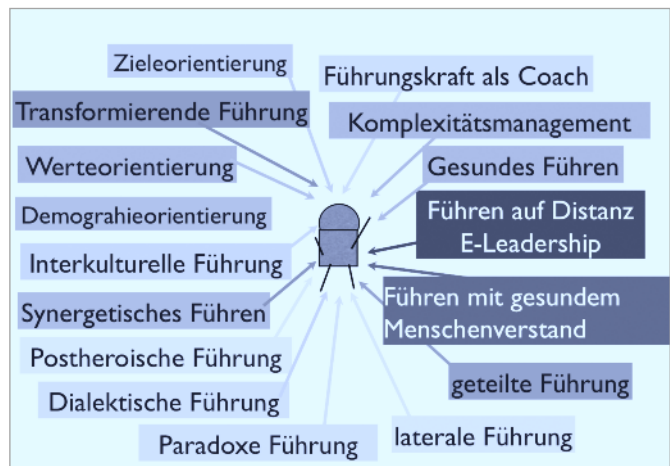 Zieleorientierung
Führungskraft als Coach
Transformierende Führung
Komplexitätsmanagement
Werteorientierung
Gesundes Führen
Demograhieorientierung
Führen auf Distanz
E-Leadership
Interkulturelle Führung
Synergetisches Führen
Führen mit gesundem
Menschenverstand
Postheroische Führung
geteilte Führung
Dialektische Führung
Paradoxe Führung
laterale Führung